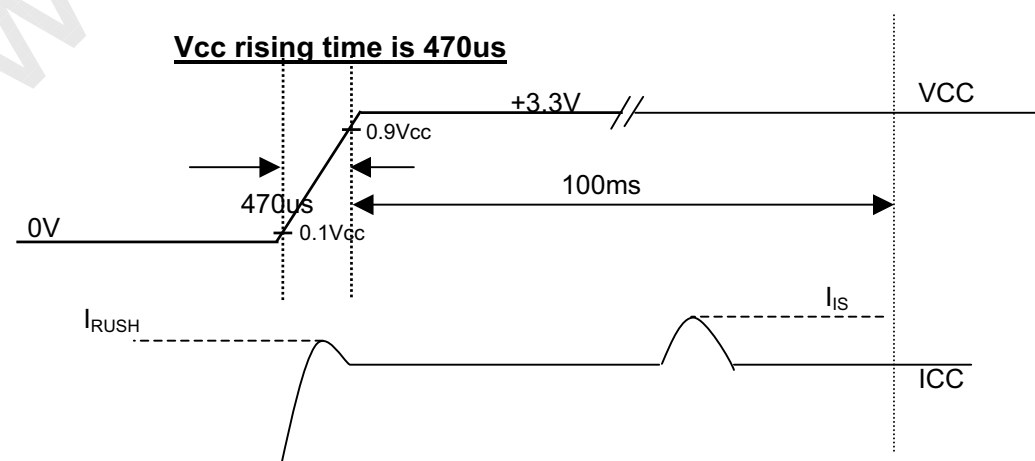 Vcc rising time is 470us
+3.3V
VCC
0.9Vcc
470us
100ms
0V
0.1Vcc
IRUSH
IIS
ICC